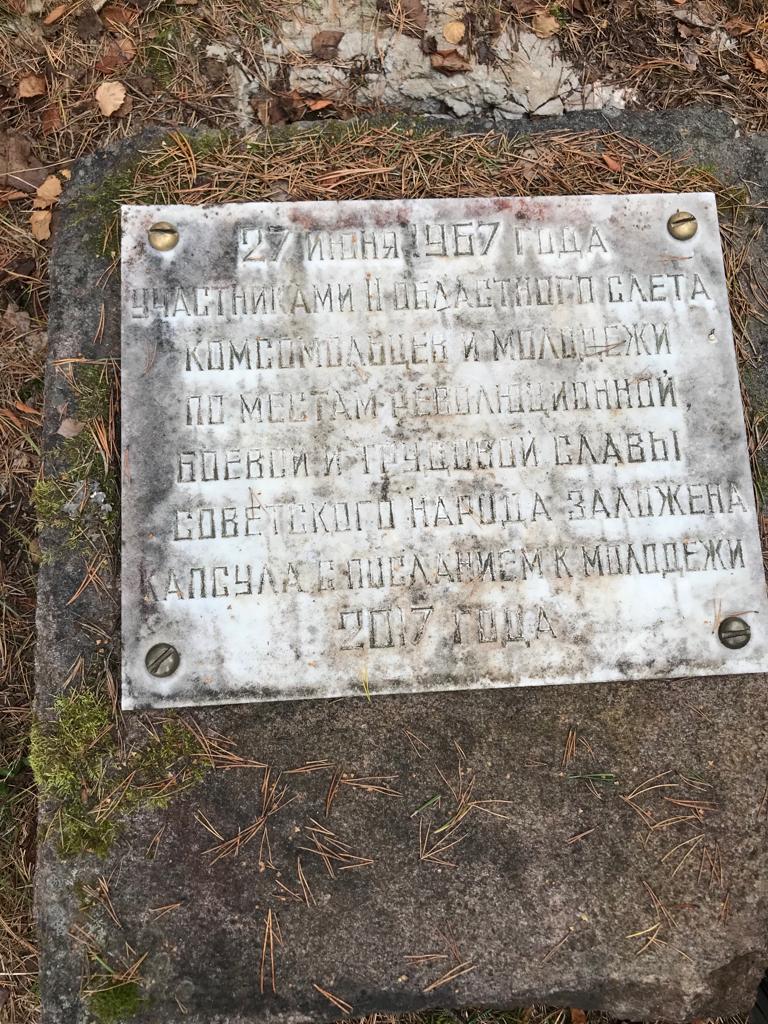 27 ИЮНЯ 1967 ГОДА
УЧАСТНИКАМИ II ОБЛАСТНОГО СЛЕТА
КОМСОМОЛЬЦЕВ И МОЛОДЕЖИ
ПО МЕСТАМ РЕВОЛЮЦИОННОЙ,
БОЕВОЙ И ТРУДОВОЙ СЛАВЫ
СОВЕТСКОГО НАРОДА ЗАЛОЖЕНА
КАПСУЛА С ПОСЛАНИЕМ К МОЛОДЕЖИ
2017 ГОДА